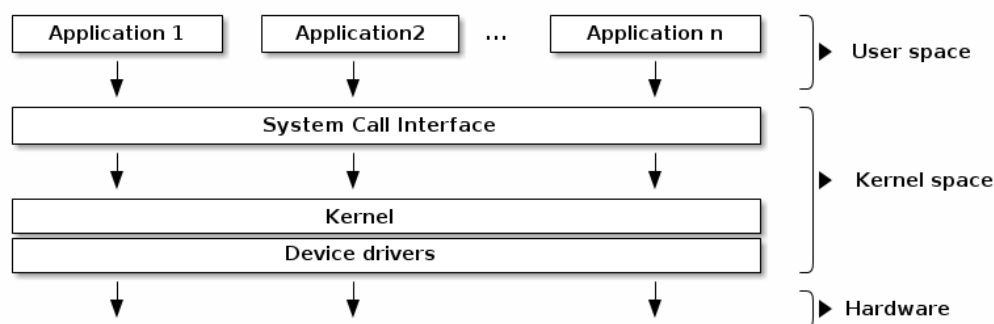 Application 1
Application2
...
Application n
User space
System Call Interface
Kernel space
Kernel
Device drivers
Hardware